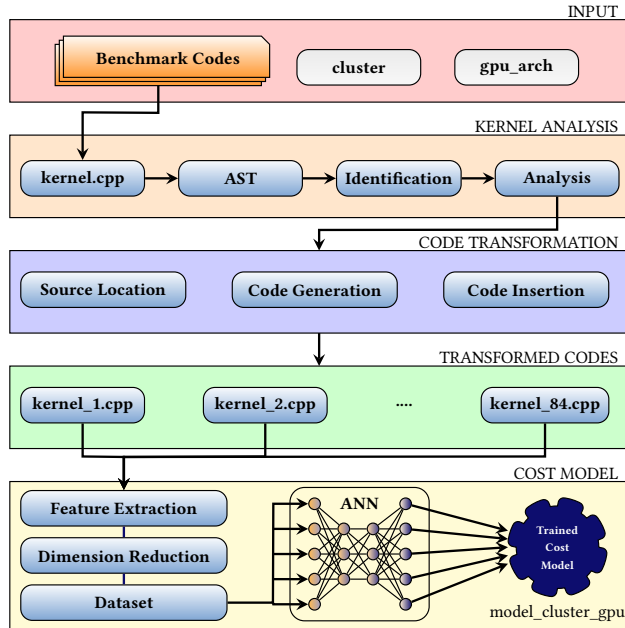 INPUT
Benchmark Codes
cluster
gpu_arch
KERNEL ANALYSIS
kernel.cpp
AST
Identification
Analysis
CODE TRANSFORMATION
Source Location
Code Generation
Code Insertion
TRANSFORMED CODES
kernel_1.cpp
kernel_2.cpp
....
kernel_84.cpp
COST MODEL
Feature Extraction
Dimension Reduction
Dataset
ANN
Trained
Cost
Model
model_cluster_gpu